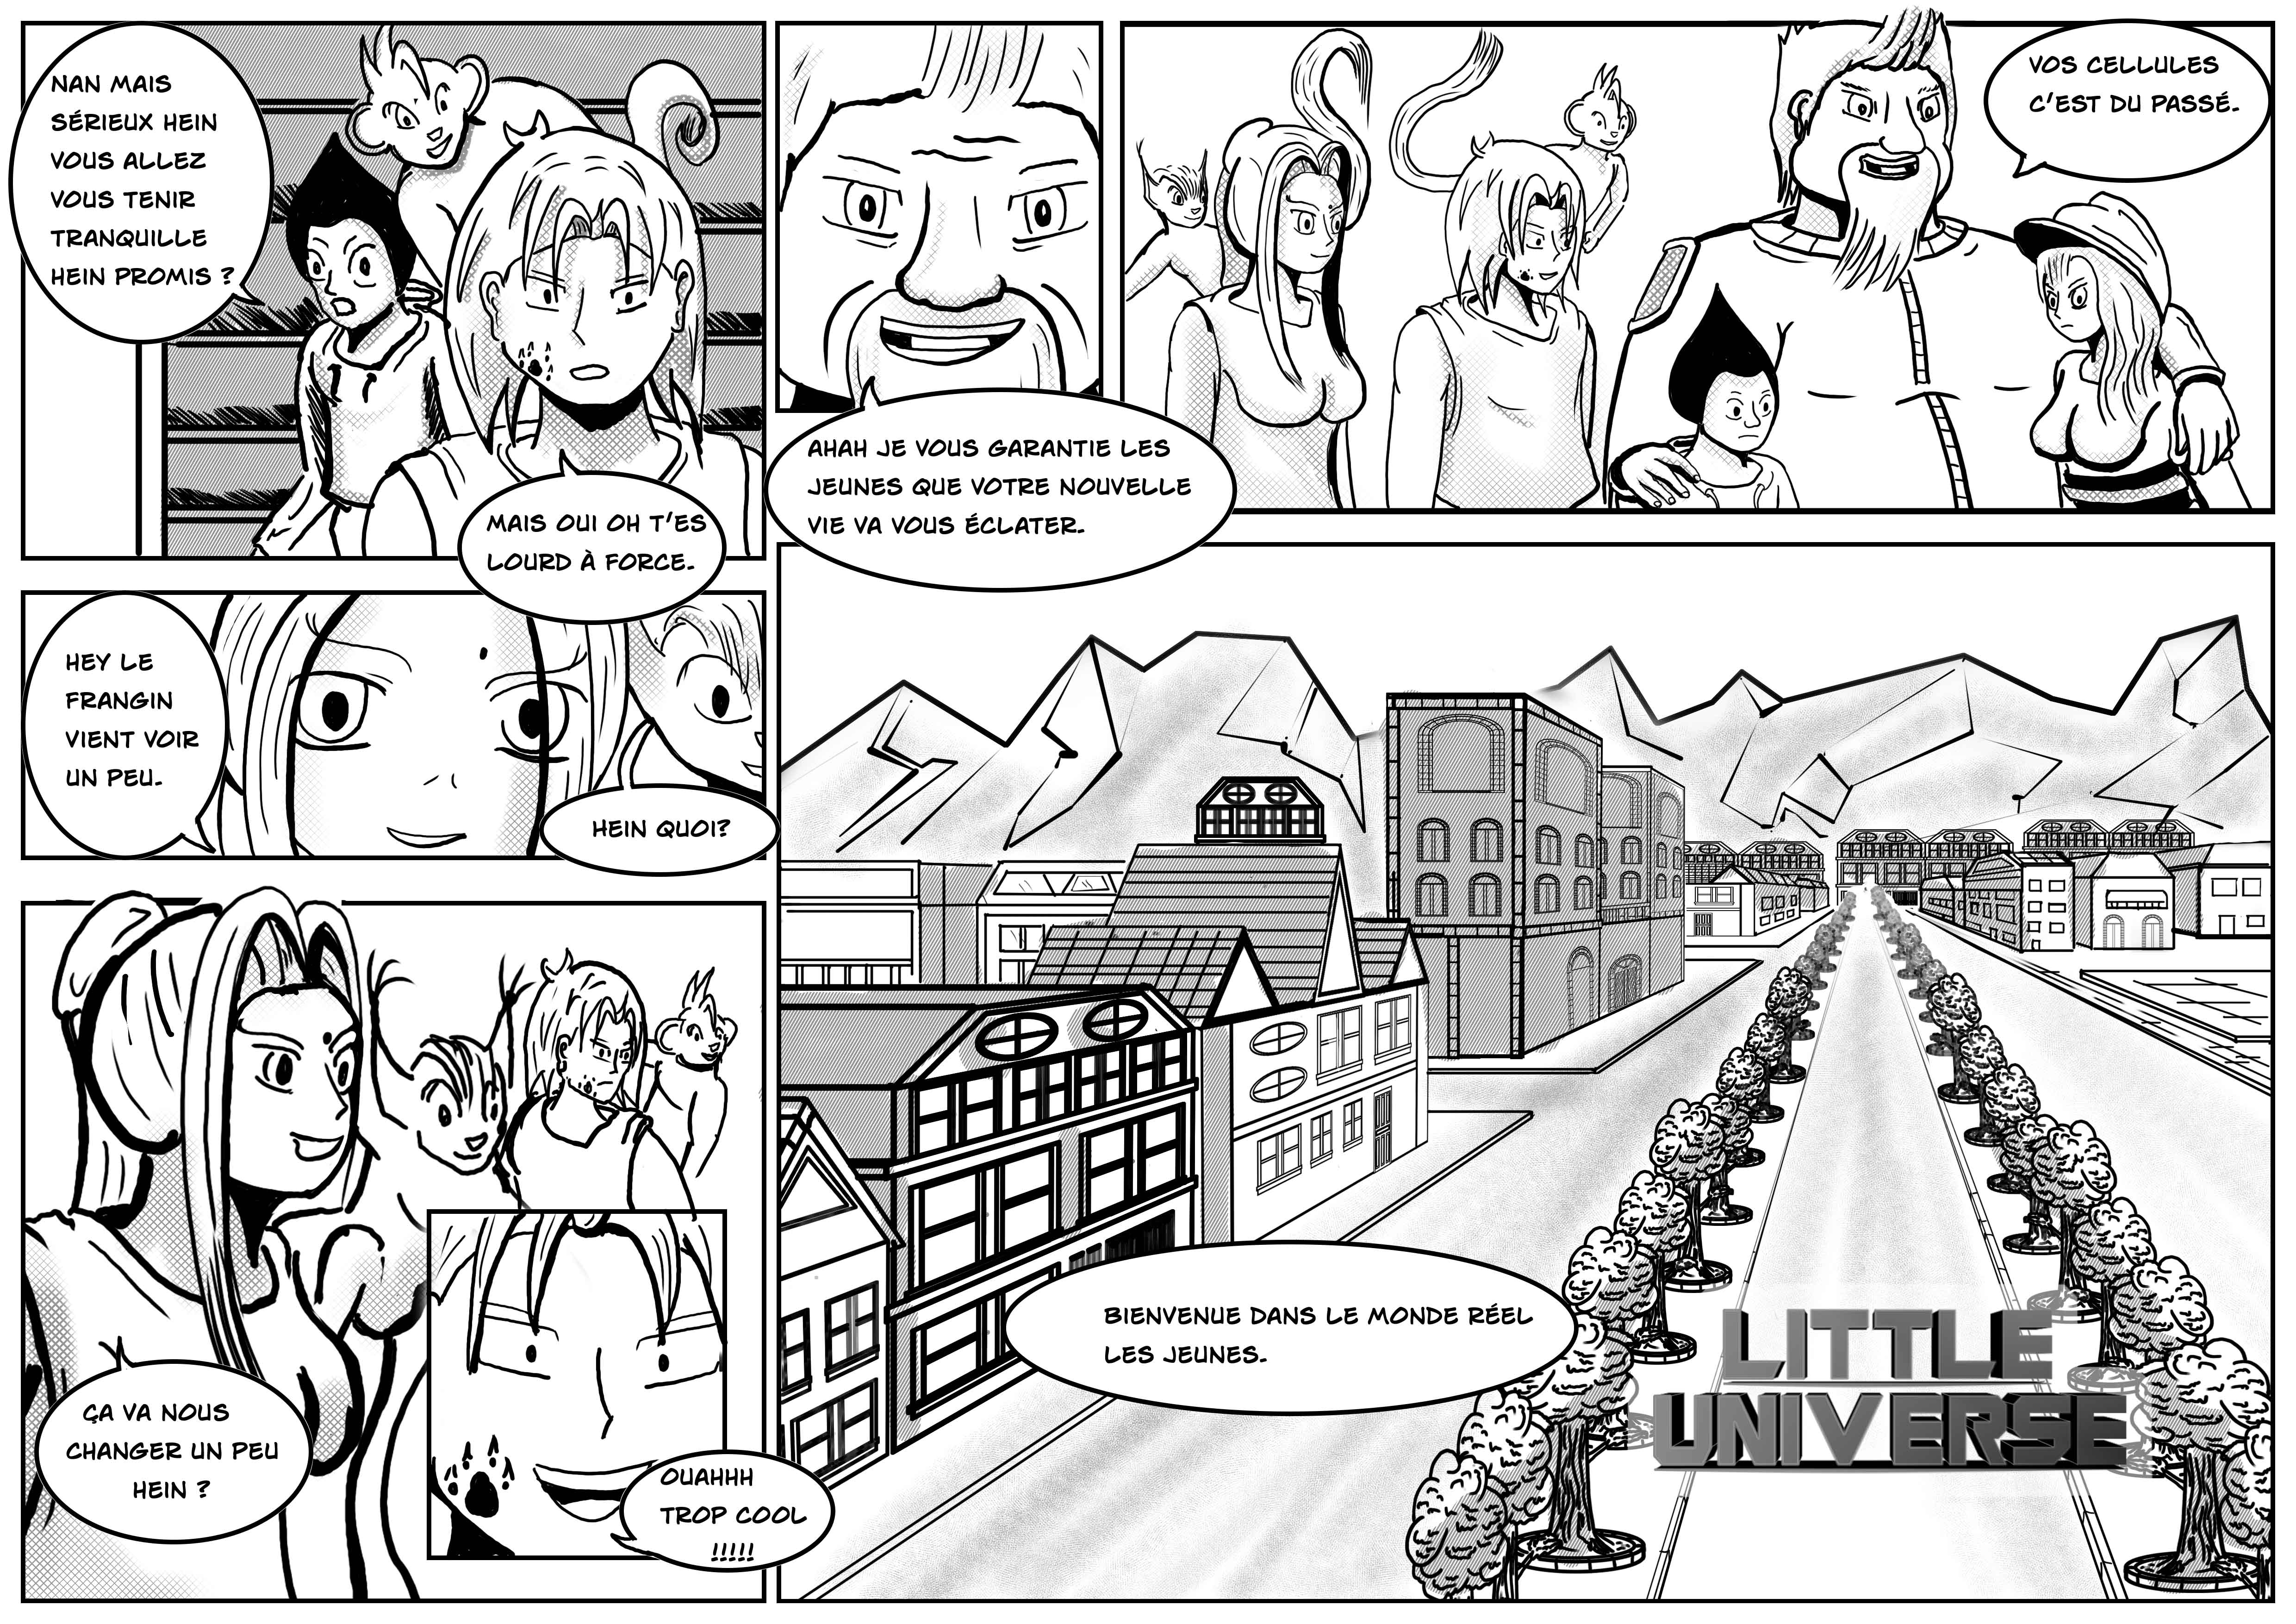 NAN MAIS
SÉRIEUX HEIN
VOUS ALLEZ
VOUS TENIR
TRANQUILLE
HEIN PROMIS ?
MAIS OUI OH T'ES
LOURD À FORCE.
HEY LE
FRANGIN
VIENT VOIR
UN PEU.
HEIN QUOI?
ÇA VA NOUS
CHANGER UN PEU
HEIN ?
OUAHHH
TROP COOL
!!!!!
AHAH JE VOUS GARANTIE LES
JEUNES QUE VOTRE NOUVELLE
VIE VA VOUS ÉCLATER.
VOS CELLULES
C'EST DU PASSÉ.
BIENVENUE DANS LE MONDE RÉEL
LES JEUNES.
LITTLE
UNIVERSE